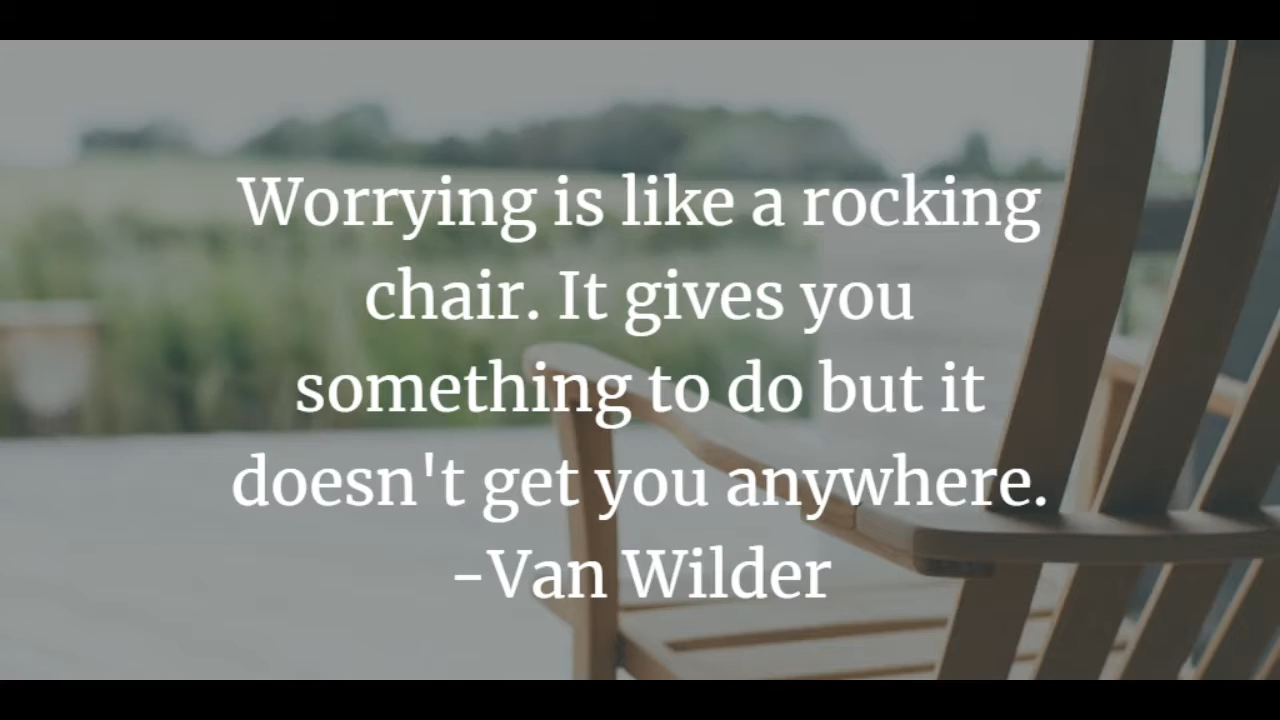 Worrying is like a rocking
chair. It gives you
something to do but it
doesn't get you anywhere.
-Van Wilder